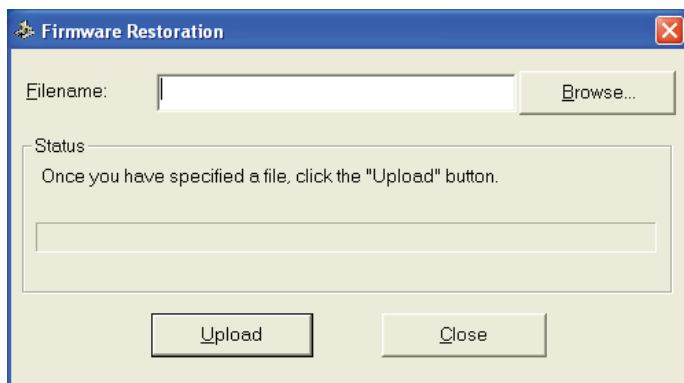 Firmware Restoration
Filename:
Browse...
Status
Once you have specified a file, click the "Upload" button.
Upload
Close